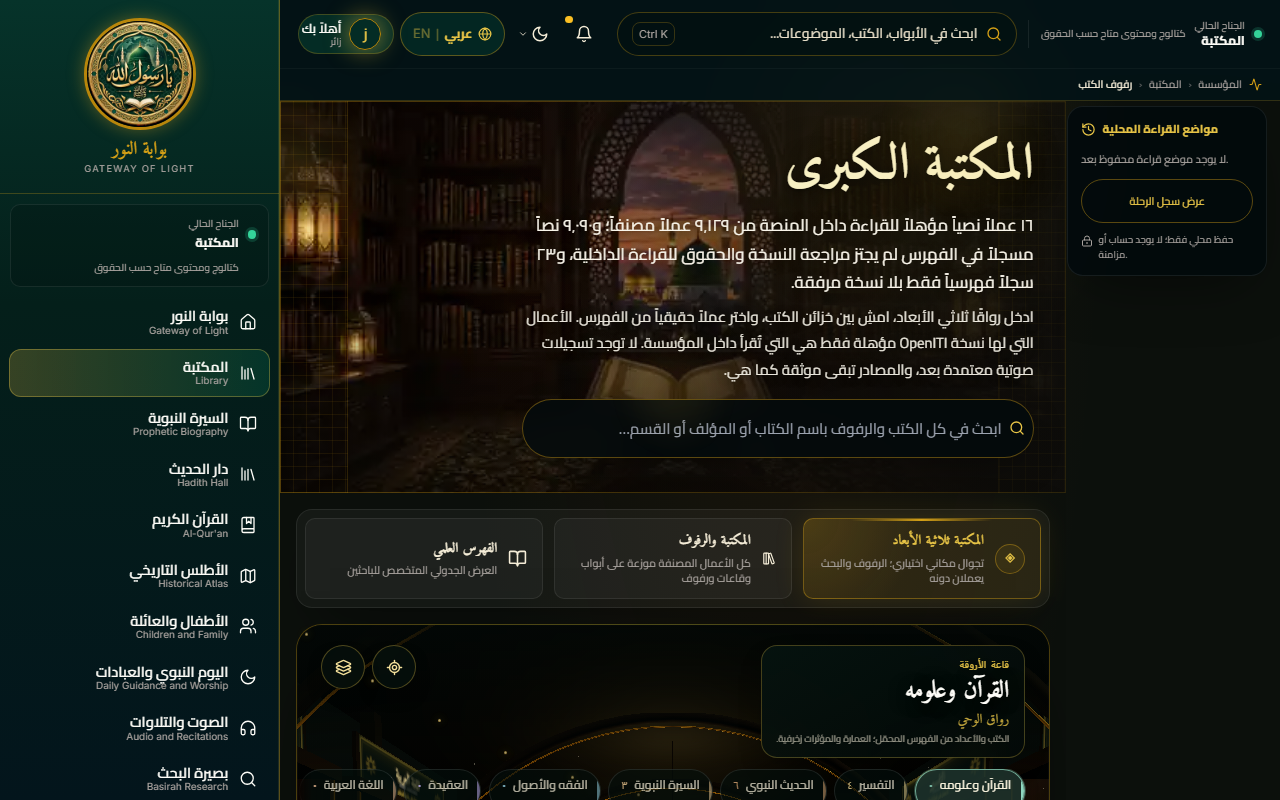 الجناح الحالي
المكتبة
كتالوج ومحتوى متاح حسب الحقوق
ابحث في الأبواب، الكتب، الموضوعات...
Ctrl K
عربي | EN
ز
أهلاً بك
زائر
المؤسسة › المكتبة › رفوف الكتب
يا رسول الله
بوابة النور
GATEWAY OF LIGHT
الجناح الحالي
المكتبة
كتالوج ومحتوى متاح حسب الحقوق
بوابة النور
Gateway of Light
المكتبة
Library
السيرة النبوية
Prophetic Biography
دار الحديث
Hadith Hall
القرآن الكريم
Al-Qur'an
الأطلس التاريخي
Historical Atlas
الأطفال والعائلة
Children and Family
اليوم النبوي والعبادات
Daily Guidance and Worship
الصوت والتلاوات
Audio and Recitations
بصيرة البحث
Basirah Research
مواضع القراءة المحلية
لا يوجد موضع قراءة محفوظ بعد.
عرض سجل الرحلة
حفظ محلي فقط؛ لا يوجد حساب أو
مزامنة.
المكتبة الكبرى
١٦ عملاً نصياً مؤهلاً للقراءة داخل المنصة من ٩٬١٢٩ عملاً مصنفاً؛ و٩٬٠٩٠ نصاً
مسجلاً في الفهرس لم يجتز مراجعة النسخة والحقوق للقراءة الداخلية، و٢٣
سجلاً فهرسياً فقط بلا نسخة مرفقة.
ادخل رواقًا ثلاثي الأبعاد، امشِ بين خزائن الكتب، واختر عملاً حقيقياً من الفهرس. الأعمال
التي لها نسخة OpenITI مؤهلة فقط هي التي تُقرأ داخل المؤسسة. لا توجد تسجيلات
صوتية معتمدة بعد، والمصادر تبقى موثقة كما هي.
ابحث في كل الكتب والرفوف باسم الكتاب أو المؤلف أو القسم...
المكتبة ثلاثية الأبعاد
تجوال مكاني اختياري؛ الرفوف والبحث
يعملان دونه
المكتبة والرفوف
كل الأعمال المصنفة موزعة على أبواب
وقاعات ورفوف
الفهرس العلمي
العرض الجدولي المتخصص للباحثين
قاعة الأروقة
القرآن وعلومه
رواق الوحي
الكتب والأعداد من الفهرس المحمّل؛ العمارة والمؤثرات زخرفية.
القرآن وعلومه ٠
التفسير ٤
الحديث النبوي ٦
السيرة النبوية ٣
الفقه والأصول ٠
العقيدة ٠
اللغة العربية ٠